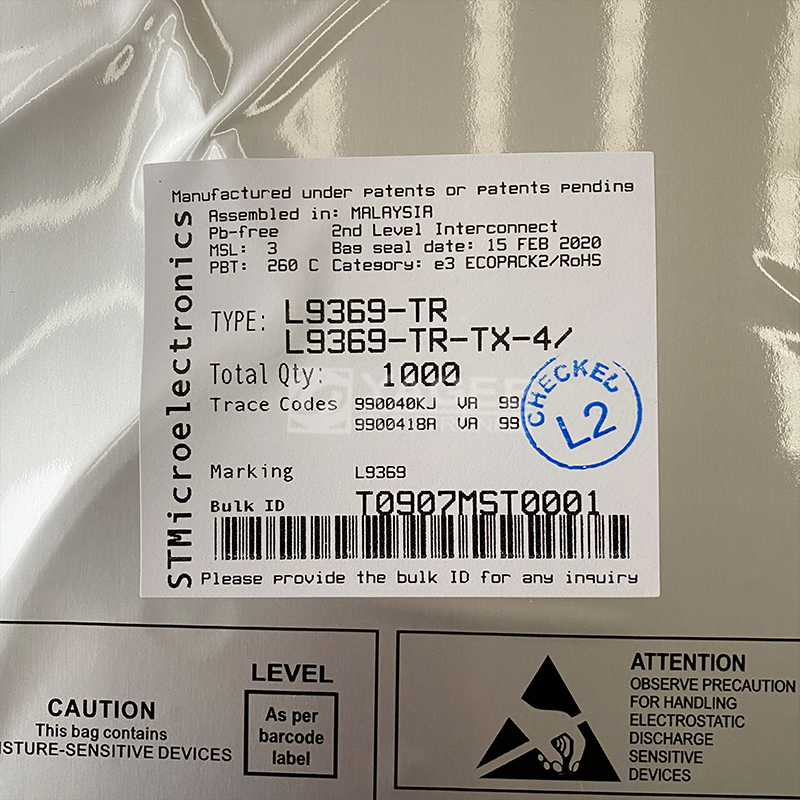 Manufactured under patents or patents pending
STMicroelectronics
Assembled in: MALAYSIA
Pb-free 2nd Level Interconnect
MSL: 3 Bag seal date: 15 FEB 2020
PBT: 260 C Category: e3 ECOPACK2/RoHS
TYPE: L9369-TR
L9369-TR-TX-4/
Total Qty: 1000
Trace Codes 990040KJ VA 99
9900418A VA 99
CHECKED
L2
Marking L9369
Bulk ID T0907MST0001
Please provide the bulk ID for any inquiry
CAUTION
This bag contains
ISTURE-SENSITIVE DEVICES
LEVEL
As per
barcode
label
ATTENTION
OBSERVE PRECAUTION
FOR HANDLING
ELECTROSTATIC
DISCHARGE
SENSITIVE
DEVICES